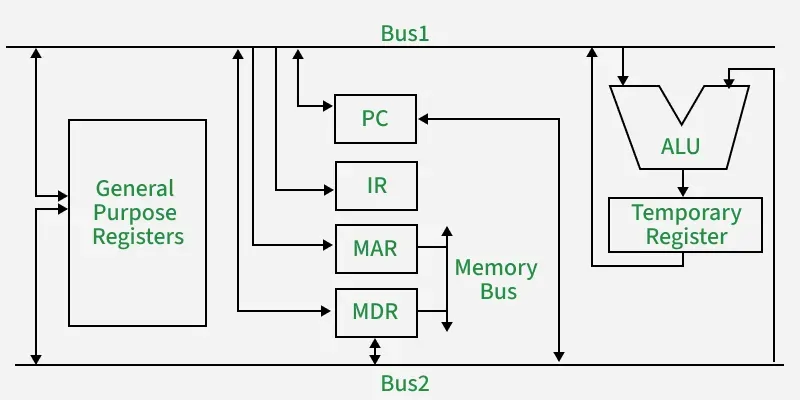 Bus1
PC
ALU
General
Purpose
Registers
IR
Temporary
Register
MAR
Memory
Bus
MDR
Bus2